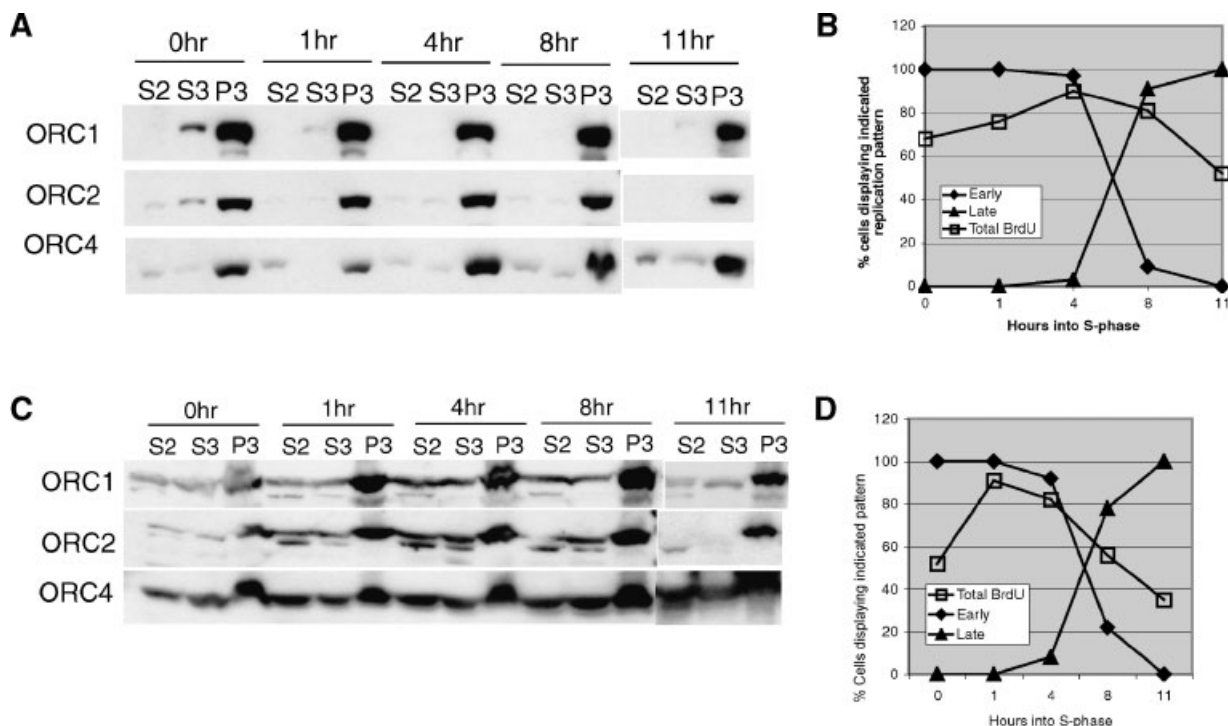 A
0hr 1hr 4hr 8hr 11hr
S2 S3 P3 S2 S3 P3 S2 S3 P3 S2 S3 P3 S2 S3 P3
ORC1
ORC2
ORC4
B
% cells displaying indicated
replication pattern
120
100
80
60
40
20
0
Early
Late
Total BrdU
0 1 4 8 11
Hours into S-phase
C
0hr 1hr 4hr 8hr 11hr
S2 S3 P3 S2 S3 P3 S2 S3 P3 S2 S3 P3 S2 S3 P3
ORC1
ORC2
ORC4
D
% Cells displaying indicated pattern
120
100
80
60
40
20
0
Total BrdU
Early
Late
0 1 4 8 11
Hours into S-phase